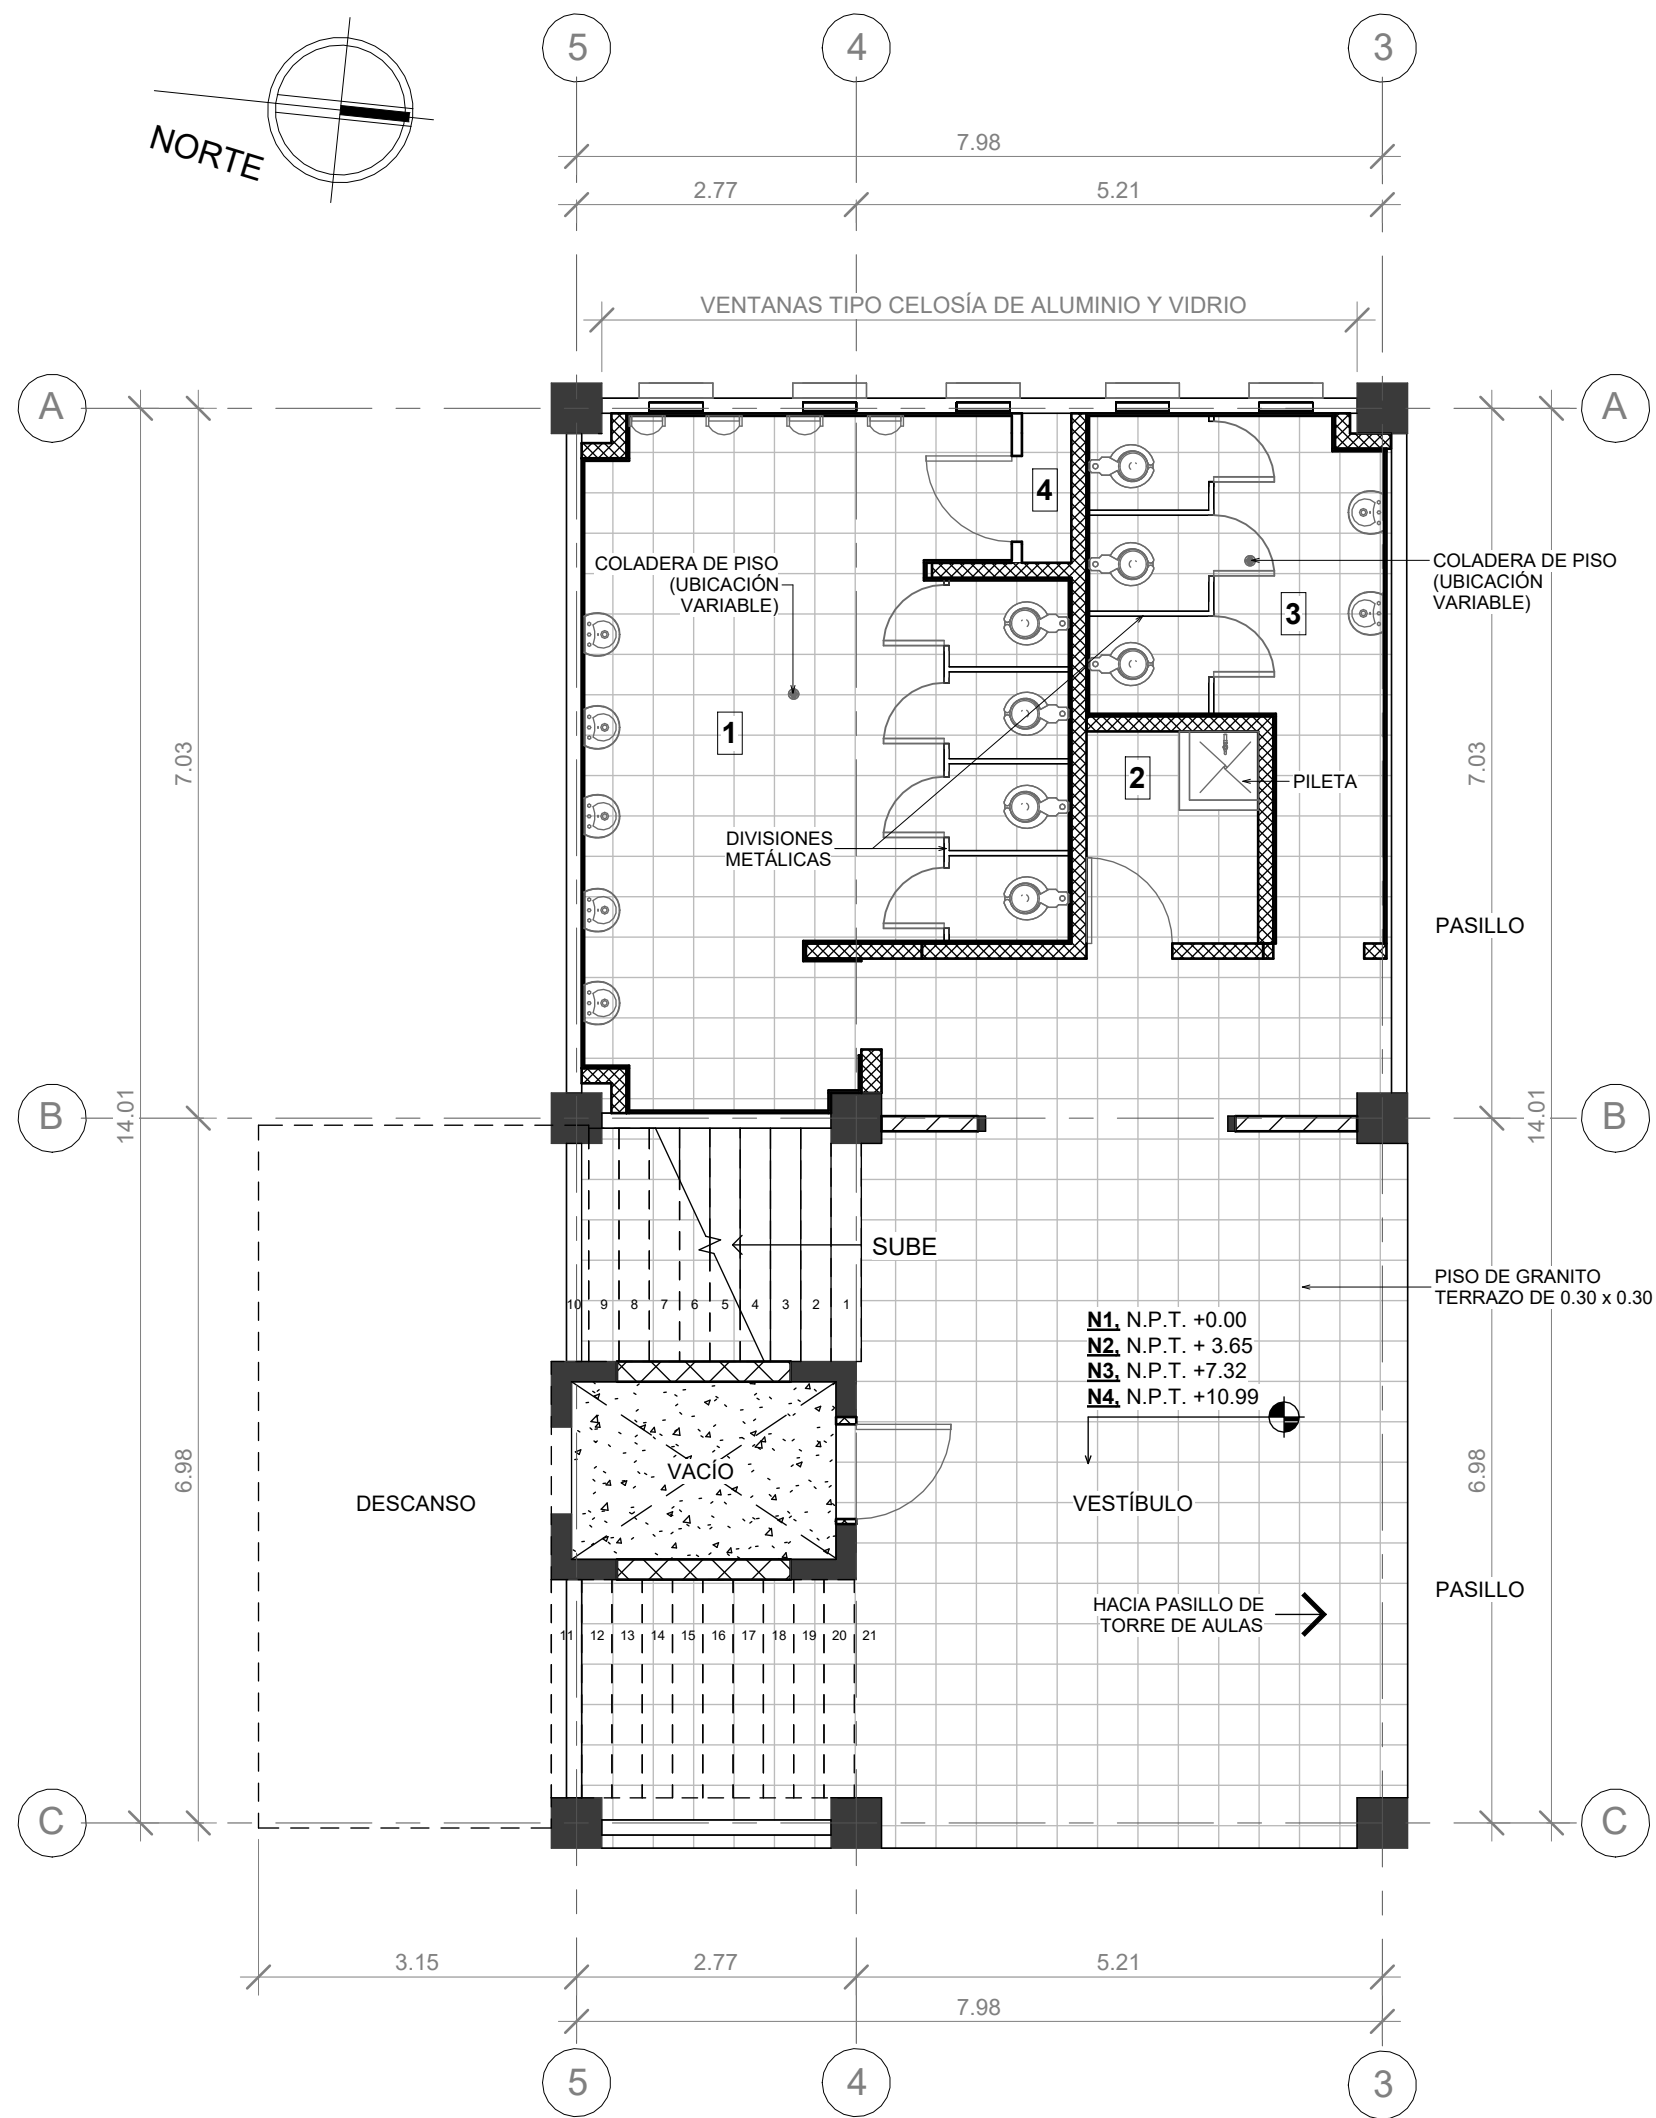 5
4
3
NORTE
7.98
2.77
5.21
VENTANAS TIPO CELOSÍA DE ALUMINIO Y VIDRIO
A
A
4
COLADERA DE PISO
(UBICACIÓN
VARIABLE)
COLADERA DE PISO
(UBICACIÓN
VARIABLE)
3
1
7.03
7.03
2
PILETA
DIVISIONES
METÁLICAS
PASILLO
B
14.01
14.01
B
SUBE
10
9
8
7
6
5
4
3
2
1
PISO DE GRANITO
TERRAZO DE 0.30 x 0.30
N1, N.P.T. +0.00
N2, N.P.T. + 3.65
N3, N.P.T. +7.32
N4, N.P.T. +10.99
6.98
6.98
VACÍO
DESCANSO
VESTÍBULO
PASILLO
HACIA PASILLO DE
TORRE DE AULAS
11
12
13
14
15
16
17
18
19
20
21
C
C
3.15
2.77
5.21
7.98
5
4
3